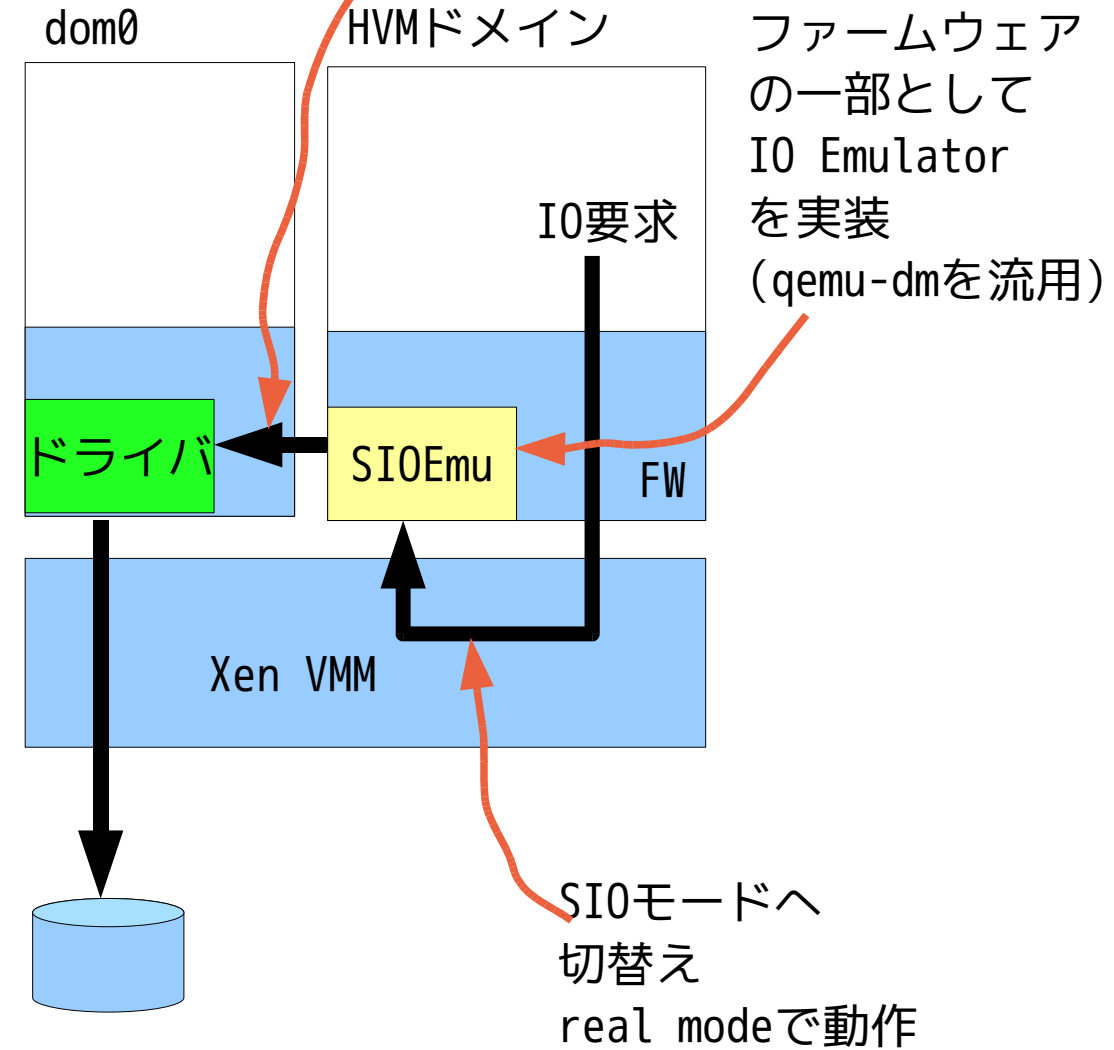 dom0
HVMドメイン
ファームウェア
の一部として
IO Emulator
を実装
(qemu-dmを流用)
IO要求
ドライバ
SIOEmu
FW
Xen VMM
SIOモードへ
切替え
real modeで動作